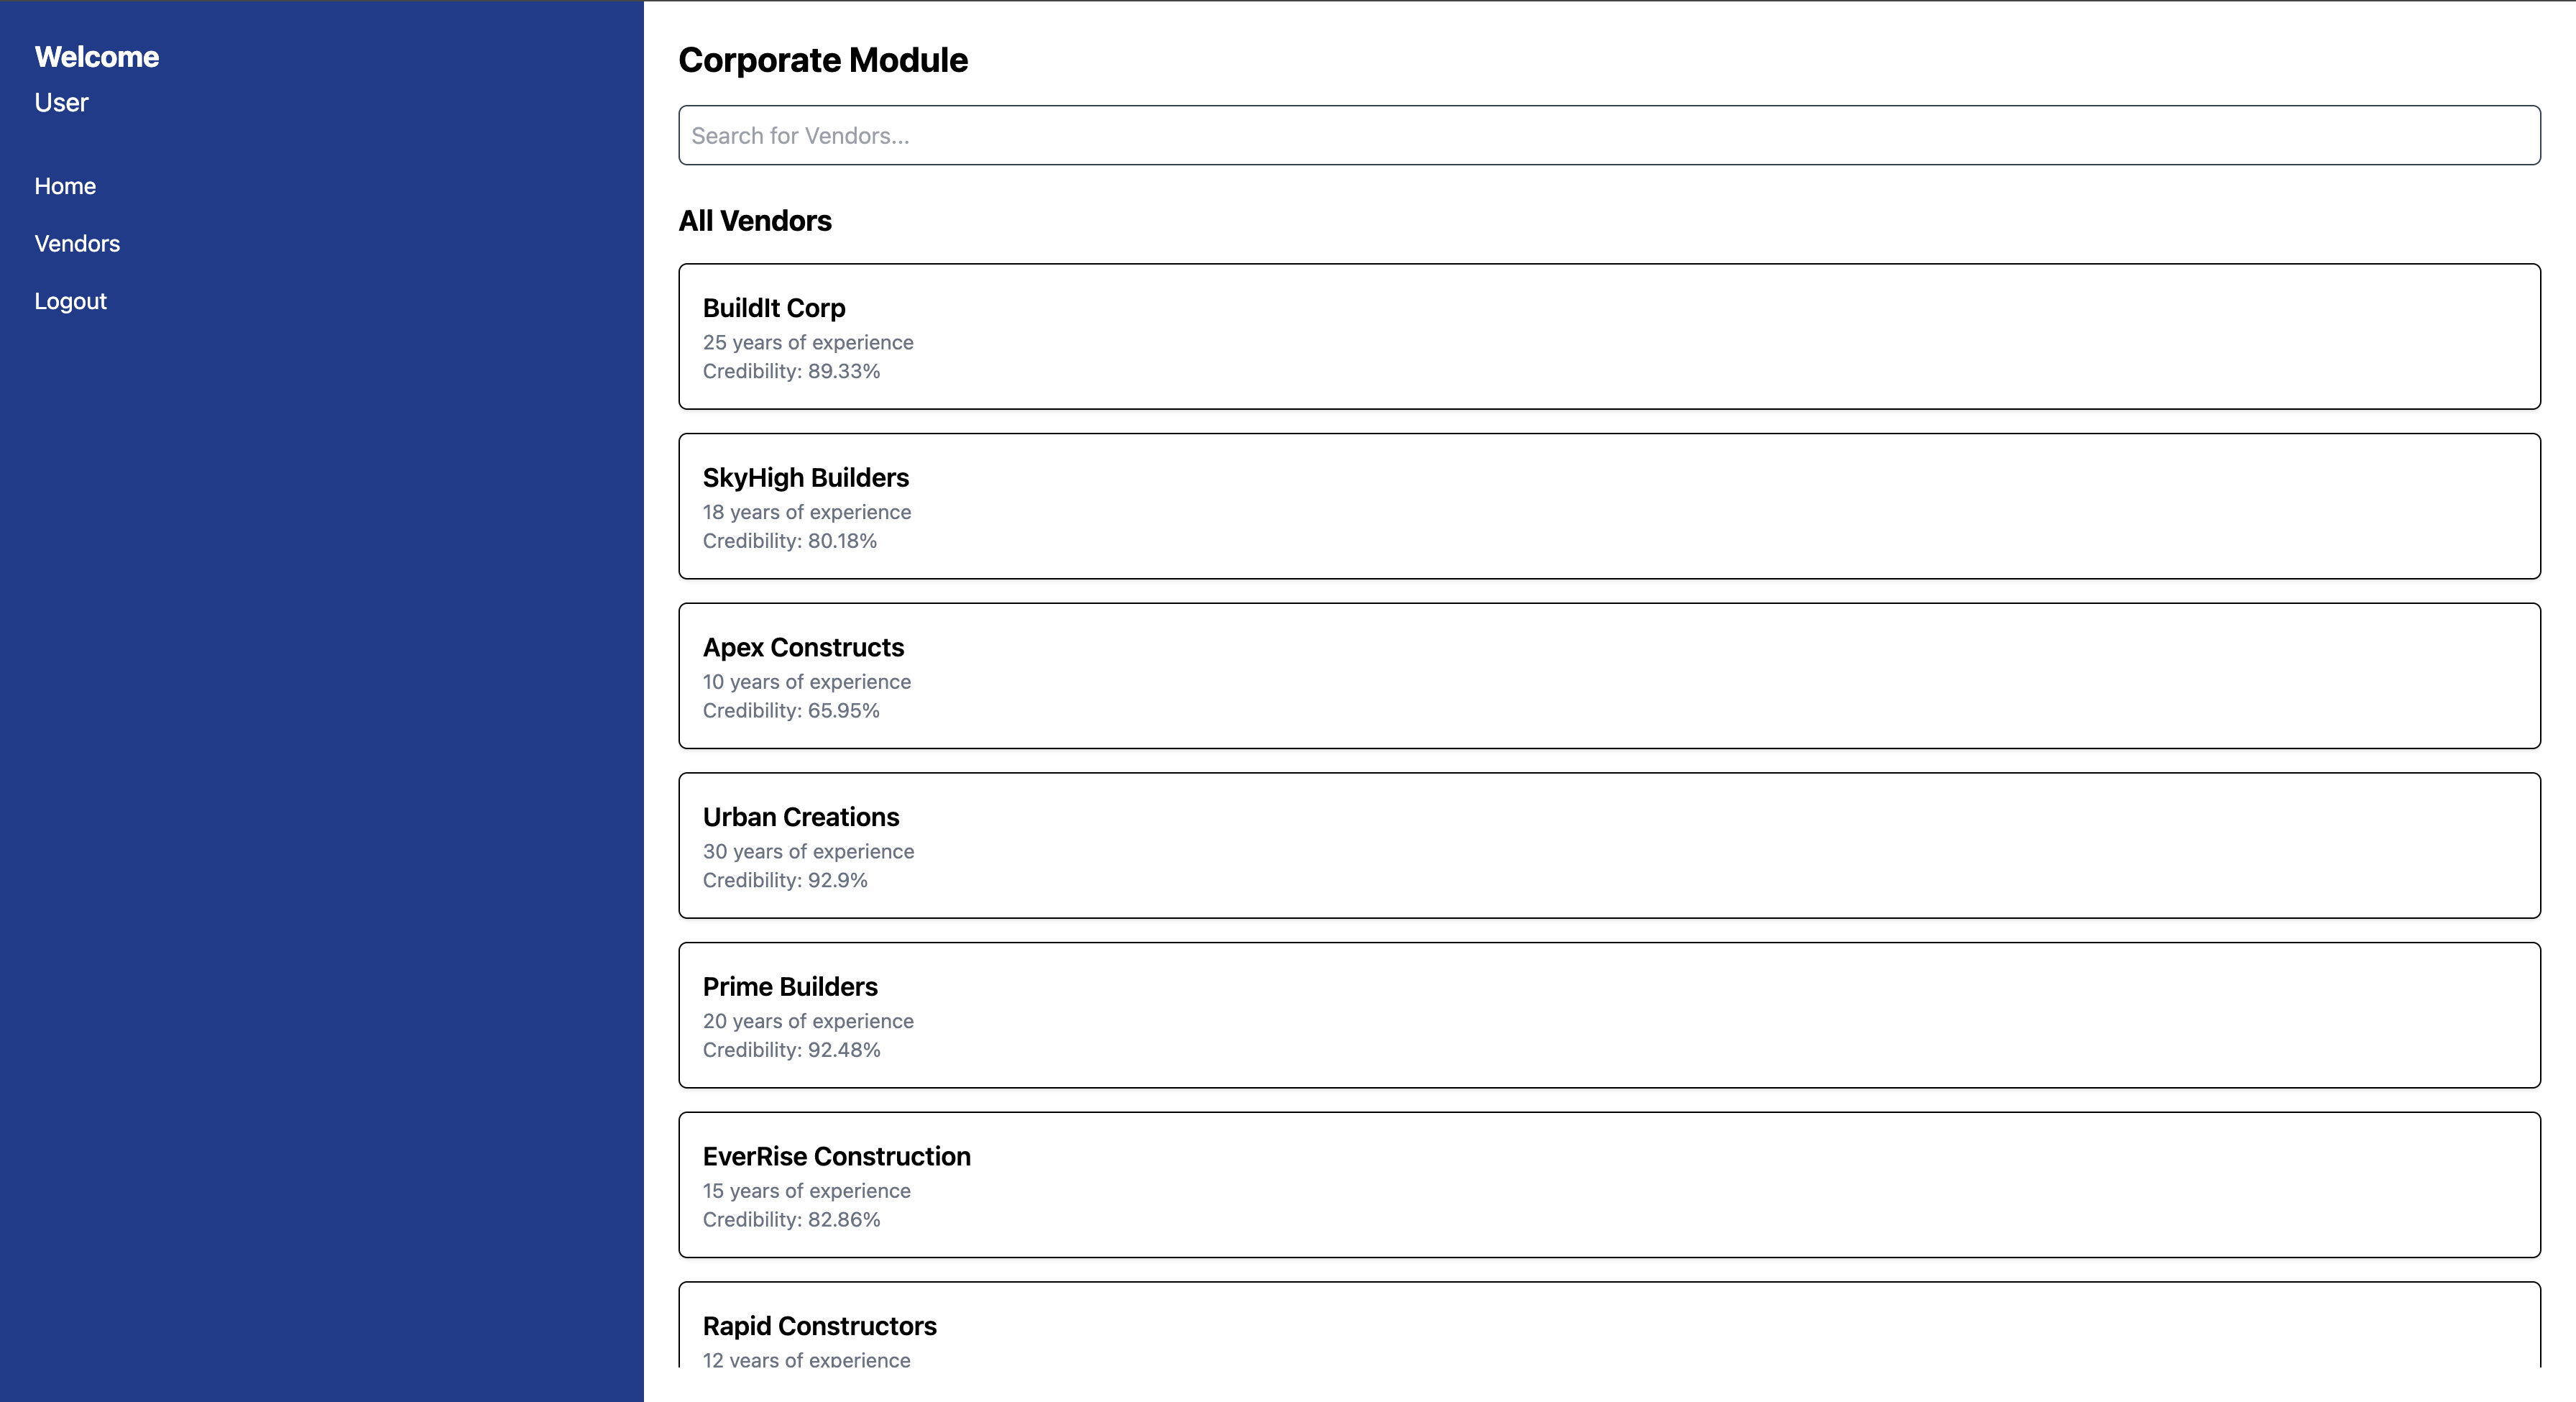 Welcome
User
Home
Vendors
Logout
Corporate Module
Search for Vendors...
All Vendors
BuildIt Corp
25 years of experience
Credibility: 89.33%
SkyHigh Builders
18 years of experience
Credibility: 80.18%
Apex Constructs
10 years of experience
Credibility: 65.95%
Urban Creations
30 years of experience
Credibility: 92.9%
Prime Builders
20 years of experience
Credibility: 92.48%
EverRise Construction
15 years of experience
Credibility: 82.86%
Rapid Constructors
12 years of experience